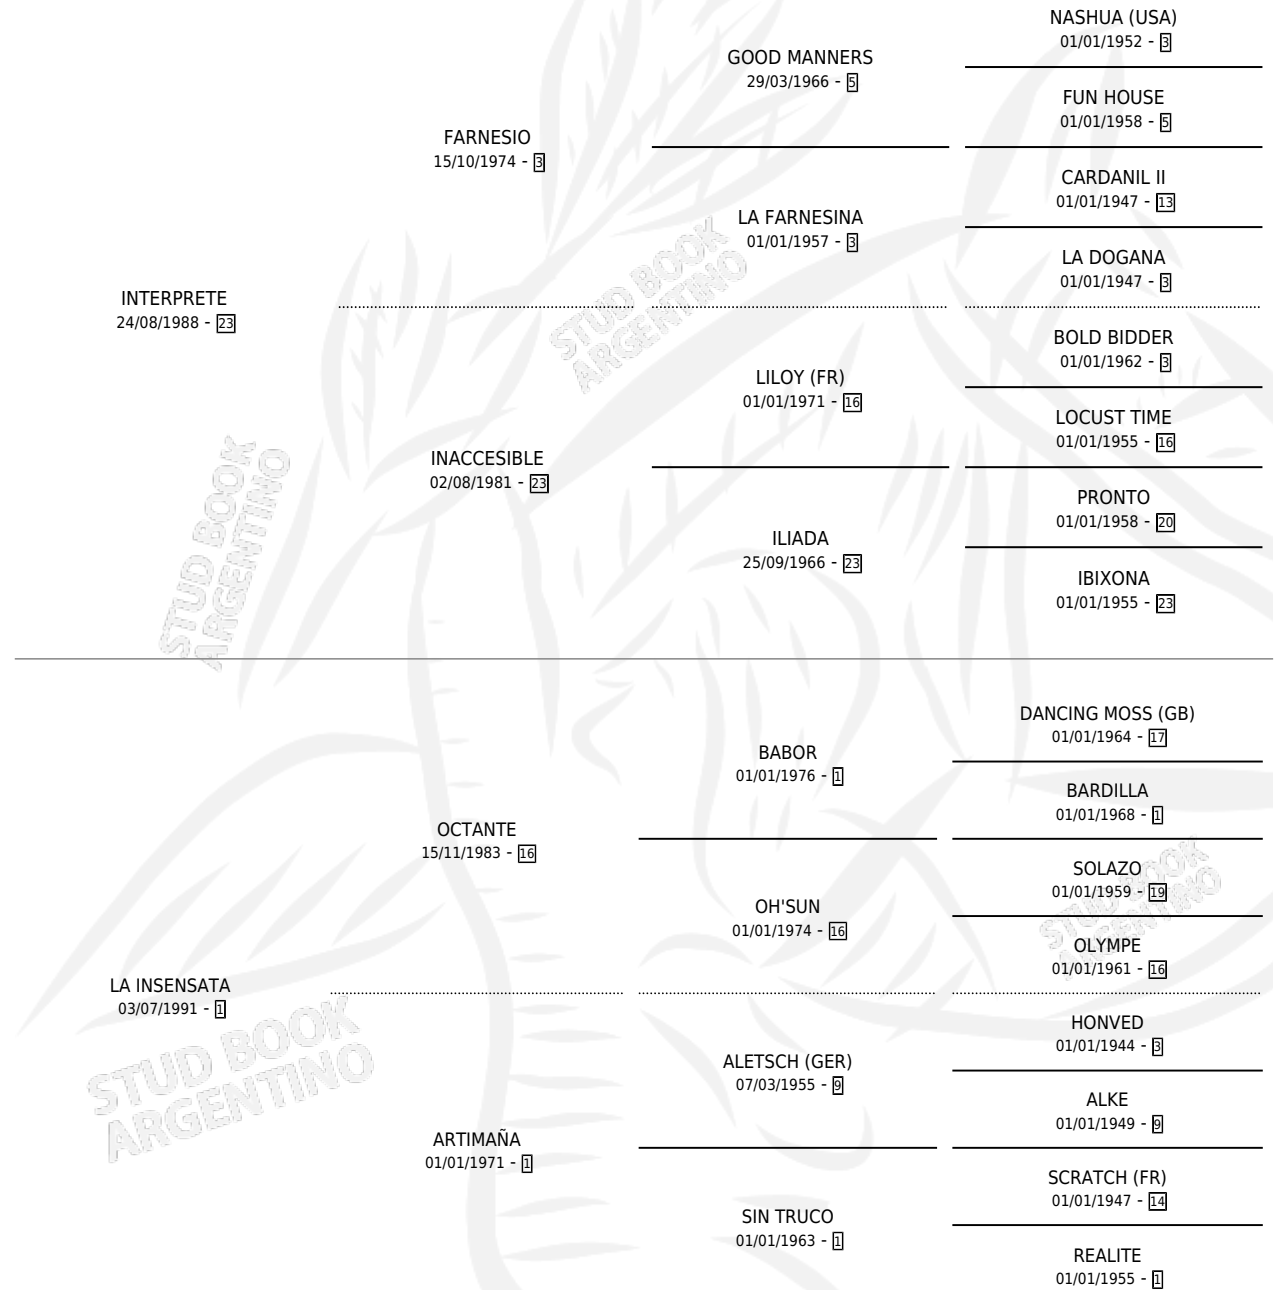 NASHUA (USA)
01/01/1952 - 3
GOOD MANNERS
29/03/1966 - 5
FUN HOUSE
01/01/1958 - 5
FARNESIO
15/10/1974 - 3
CARDANIL II
01/01/1947 - 13
LA FARNESINA
01/01/1957 - 3
LA DOGANA
01/01/1947 - 3
INTERPRETE
24/08/1988 - 23
BOLD BIDDER
01/01/1962 - 3
LILOY (FR)
01/01/1971 - 16
LOCUST TIME
01/01/1955 - 16
INACCESIBLE
02/08/1981 - 23
PRONTO
01/01/1958 - 20
ILIADA
25/09/1966 - 23
IBIXONA
01/01/1955 - 23
STUD BOOK
ARGENTINO
STUD BOOK
ARGENTINO
DANCING MOSS (GB)
01/01/1964 - 17
BABOR
01/01/1976 - 1
BARDILLA
01/01/1968 - 1
OCTANTE
15/11/1983 - 16
SOLAZO
01/01/1959 - 19
OH'SUN
01/01/1974 - 16
OLYMPE
01/01/1961 - 16
STUD BOOK
ARGENTINO
LA INSENSATA
03/07/1991 - 1
HONVED
01/01/1944 - 3
ALETSCH (GER)
07/03/1955 - 9
ALKE
01/01/1949 - 9
ARTIMAÑA
01/01/1971 - 1
SCRATCH (FR)
01/01/1947 - 14
SIN TRUCO
01/01/1963 - 1
REALITE
01/01/1955 - 1
STUD BOOK
ARGENTINO